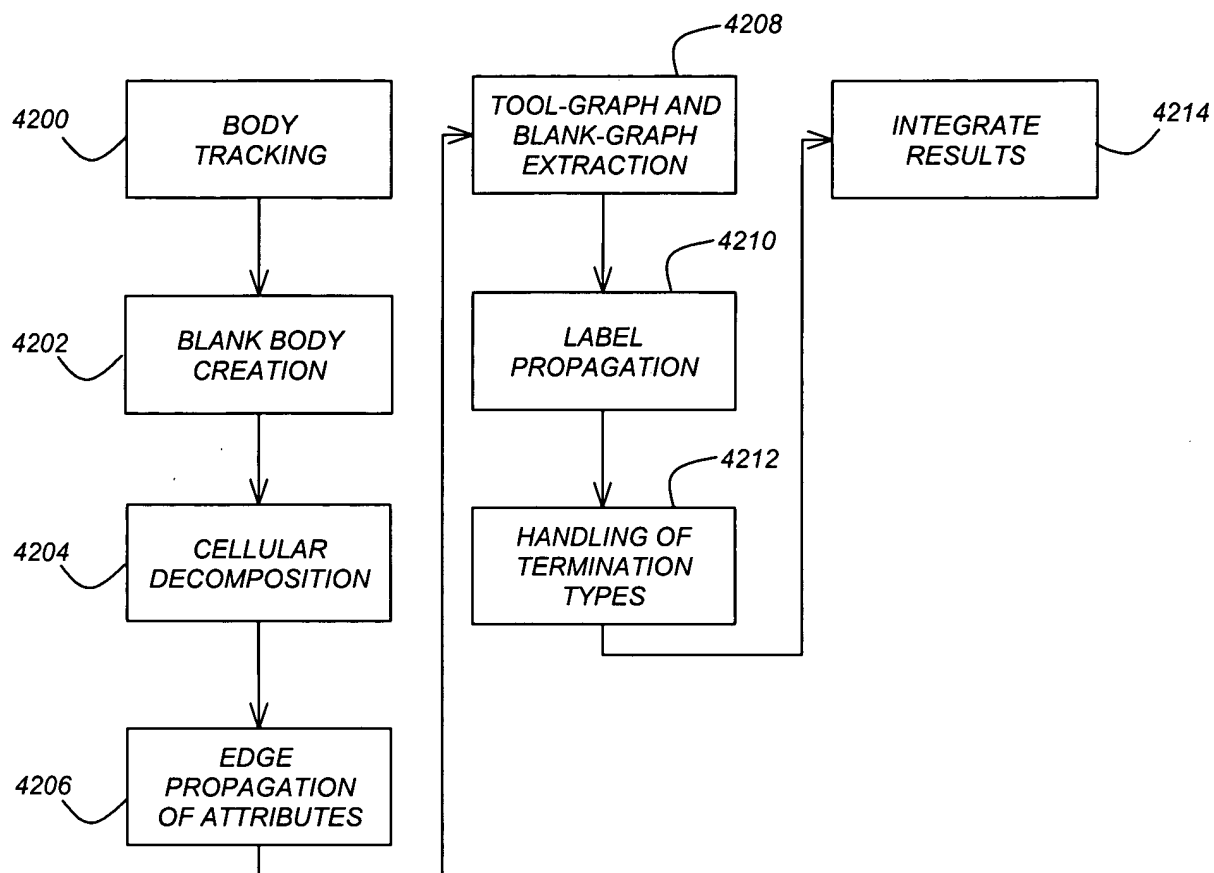 4200
BODY
TRACKING
4202
BLANK BODY
CREATION
4204
CELLULAR
DECOMPOSITION
4206
EDGE
PROPAGATION
OF ATTRIBUTES
4208
TOOL-GRAPH AND
BLANK-GRAPH
EXTRACTION
4210
LABEL
PROPAGATION
4212
HANDLING OF
TERMINATION
TYPES
4214
INTEGRATE
RESULTS